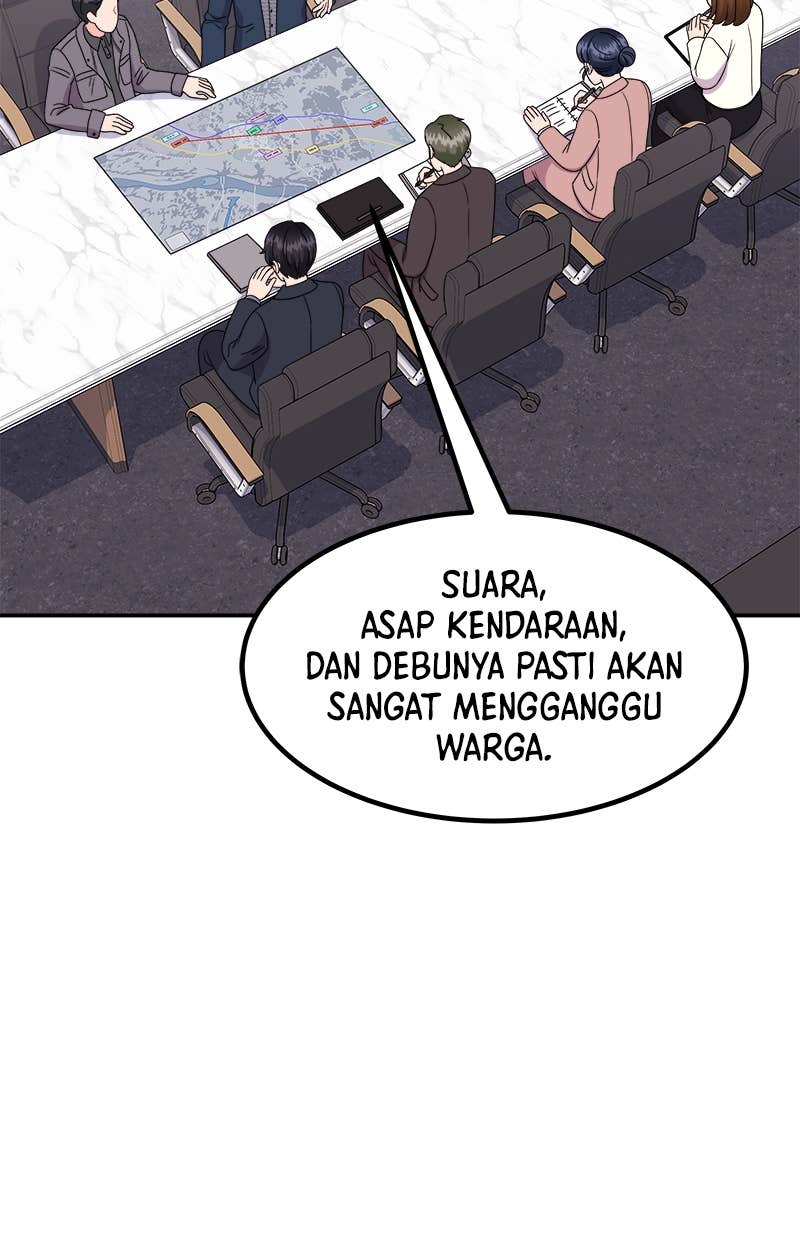 SUARA,
ASAP KENDARAAN,
DAN DEBUNYA PASTI AKAN
SANGAT MENGGANGGU
WARGA.